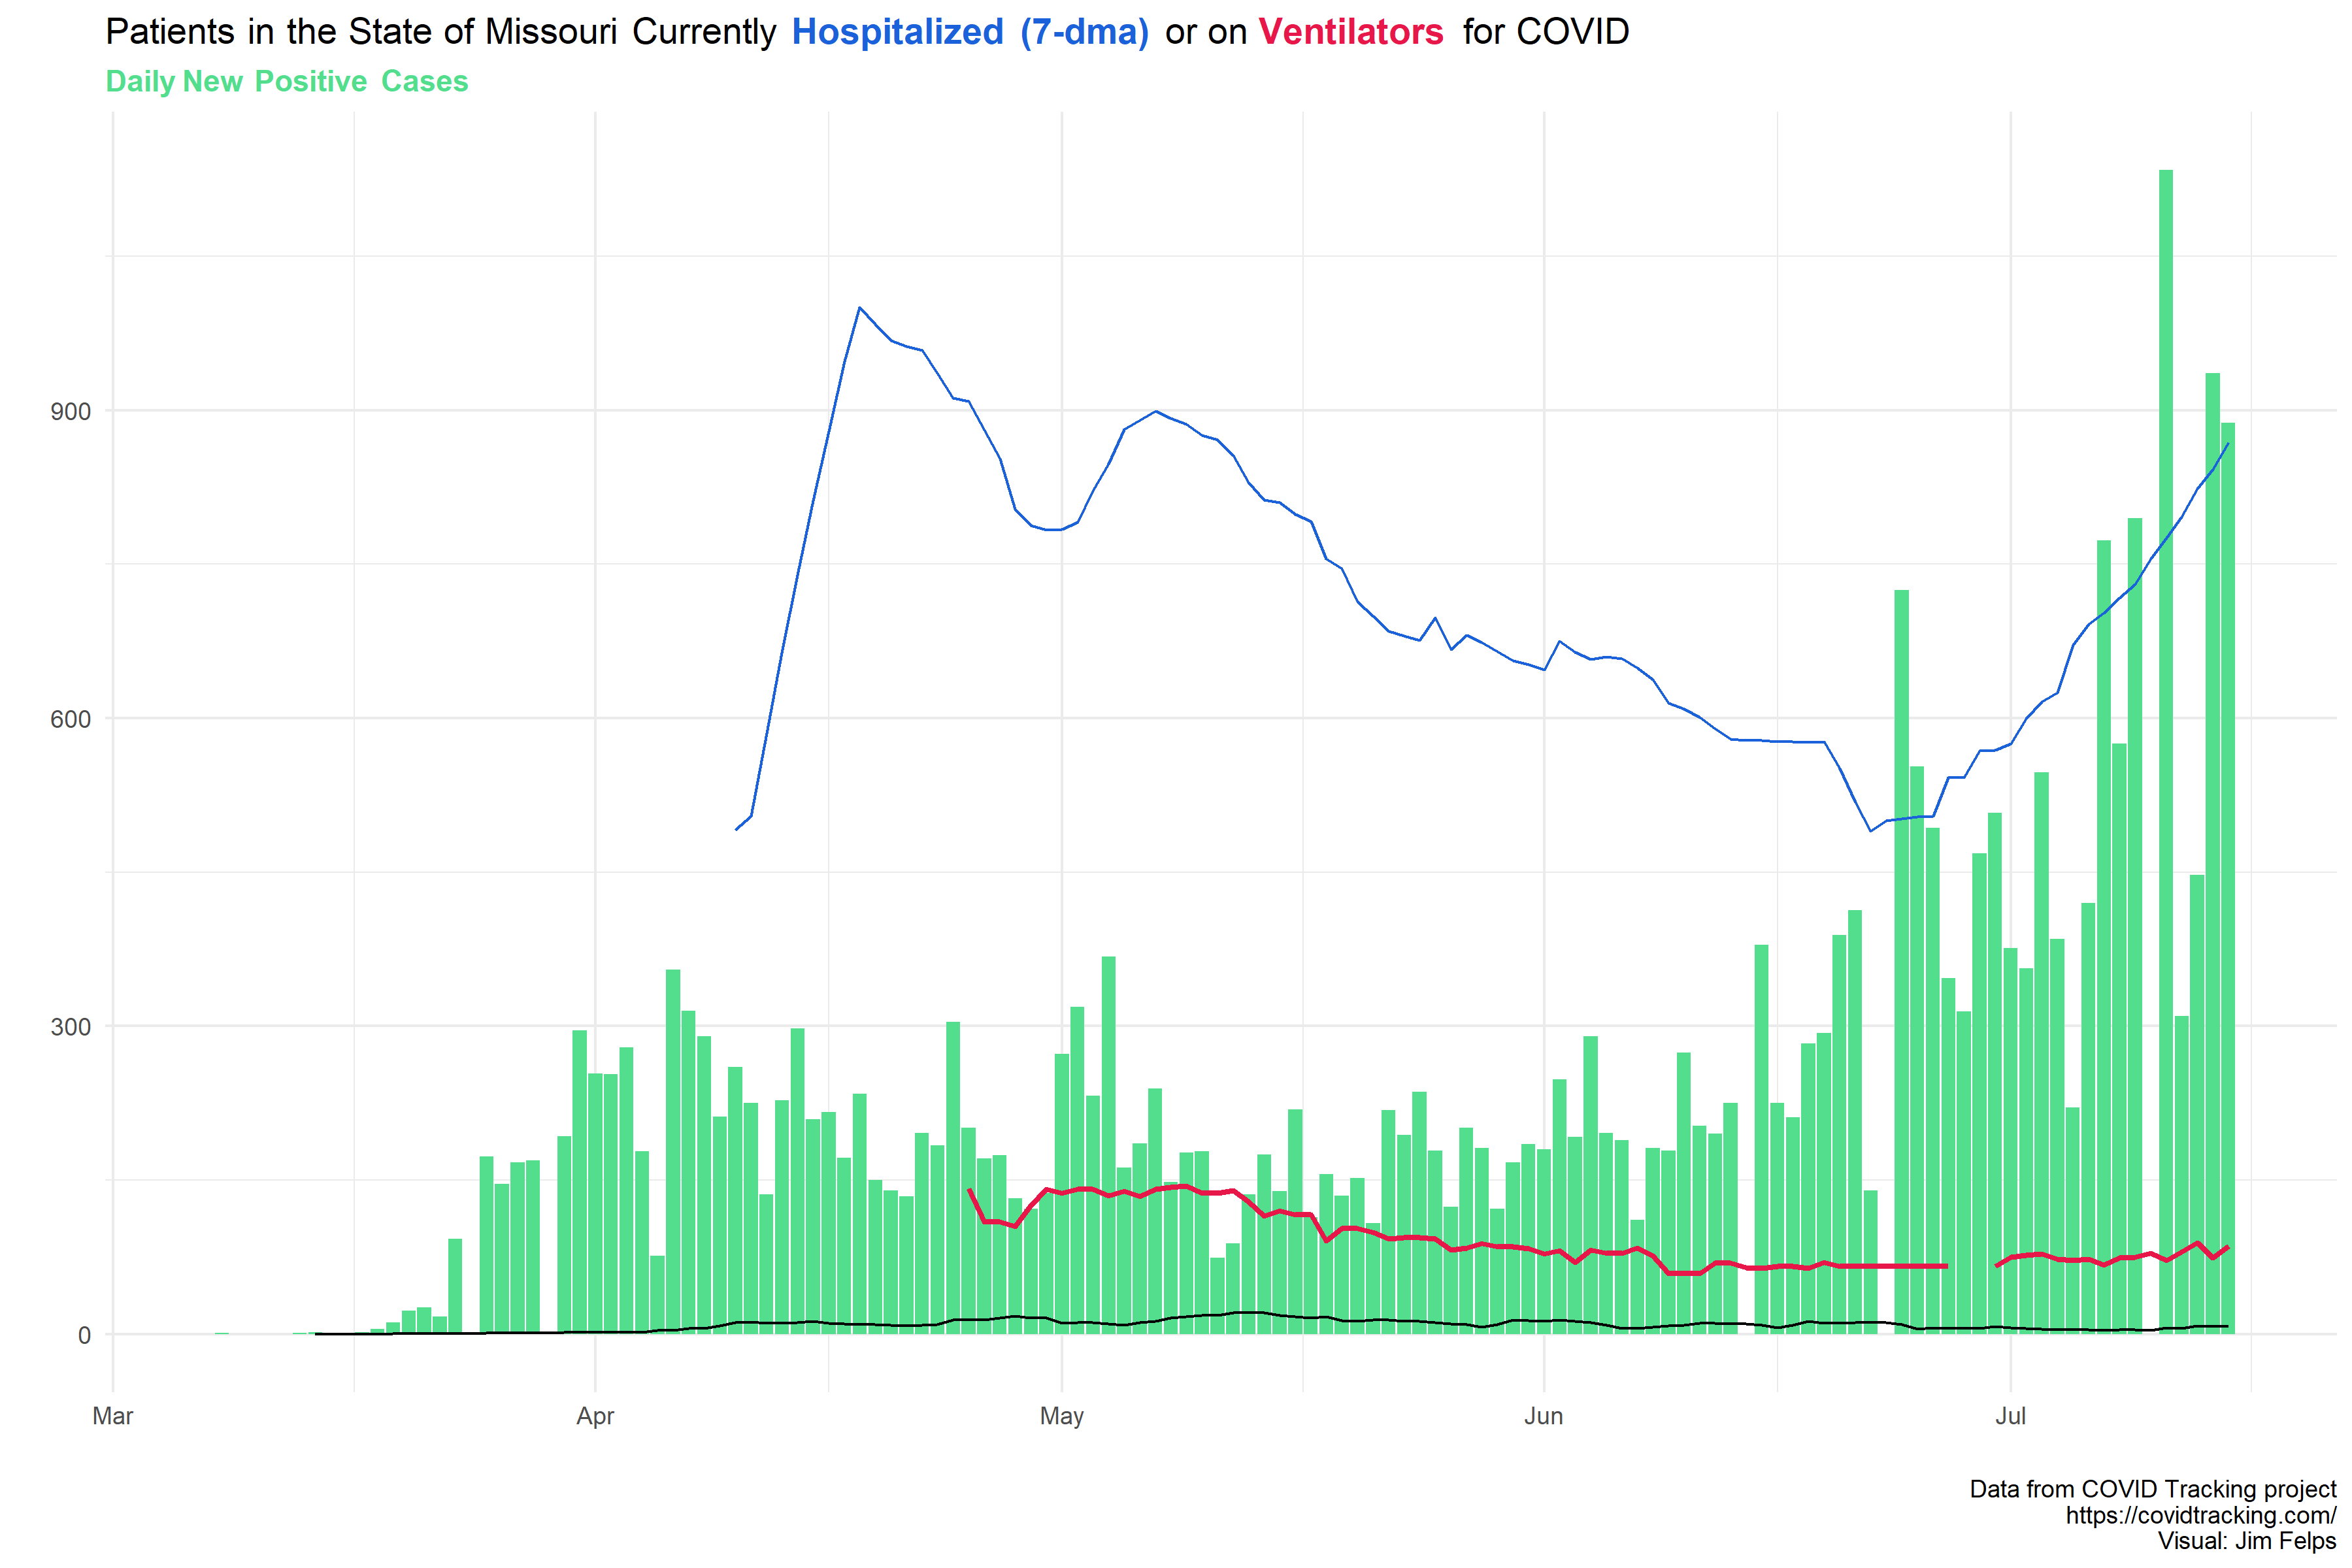 Patients in the State of Missouri Currently Hospitalized (7-dma) or on Ventilators for COVID
Daily New Positive Cases
900
600
300
0
Mar Apr May Jun Jul
Data from COVID Tracking project
https://covidtracking.com/
Visual: Jim Felps